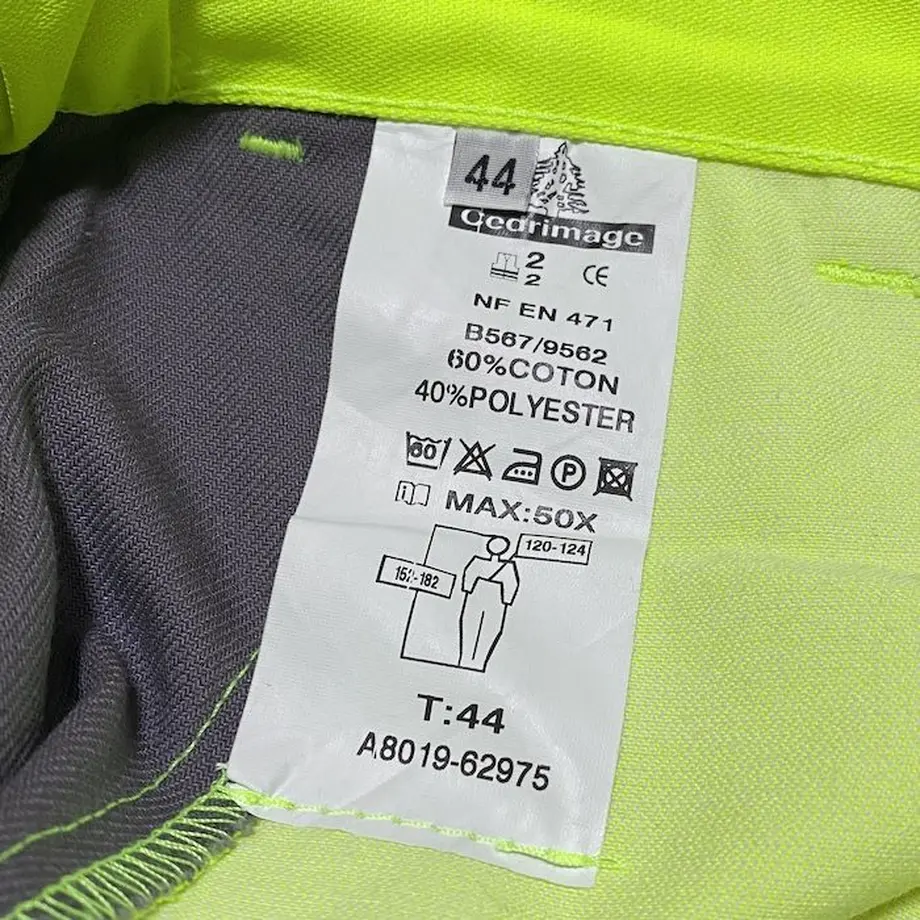 44
Cedrimage
2
2
CE
NF EN 471
B567/9562
60%COTON
40%POLYESTER
60
P
MAX:50X
120-124
T:44
A8019-62975